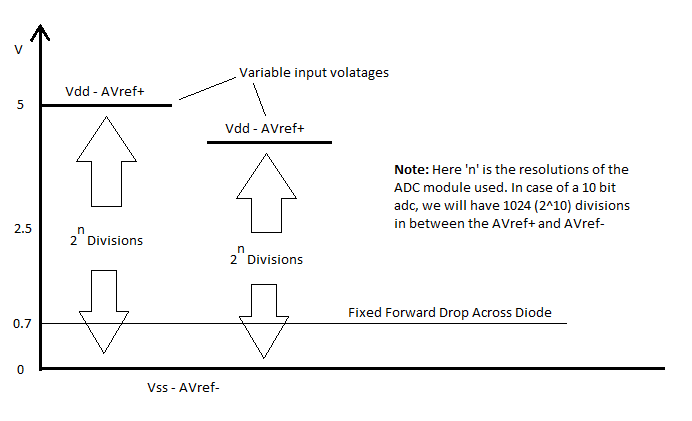 V
Variable input volatages
Vdd - AVref+
5
Vdd - AVref+
Note: Here 'n' is the resolutions of the
ADC module used. In case of a 10 bit
adc, we will have 1024 (2^10) divisions
in between the AVref+ and AVref-
2.5
2^n Divisions
2^n Divisions
Fixed Forward Drop Across Diode
0.7
0
Vss - AVref-